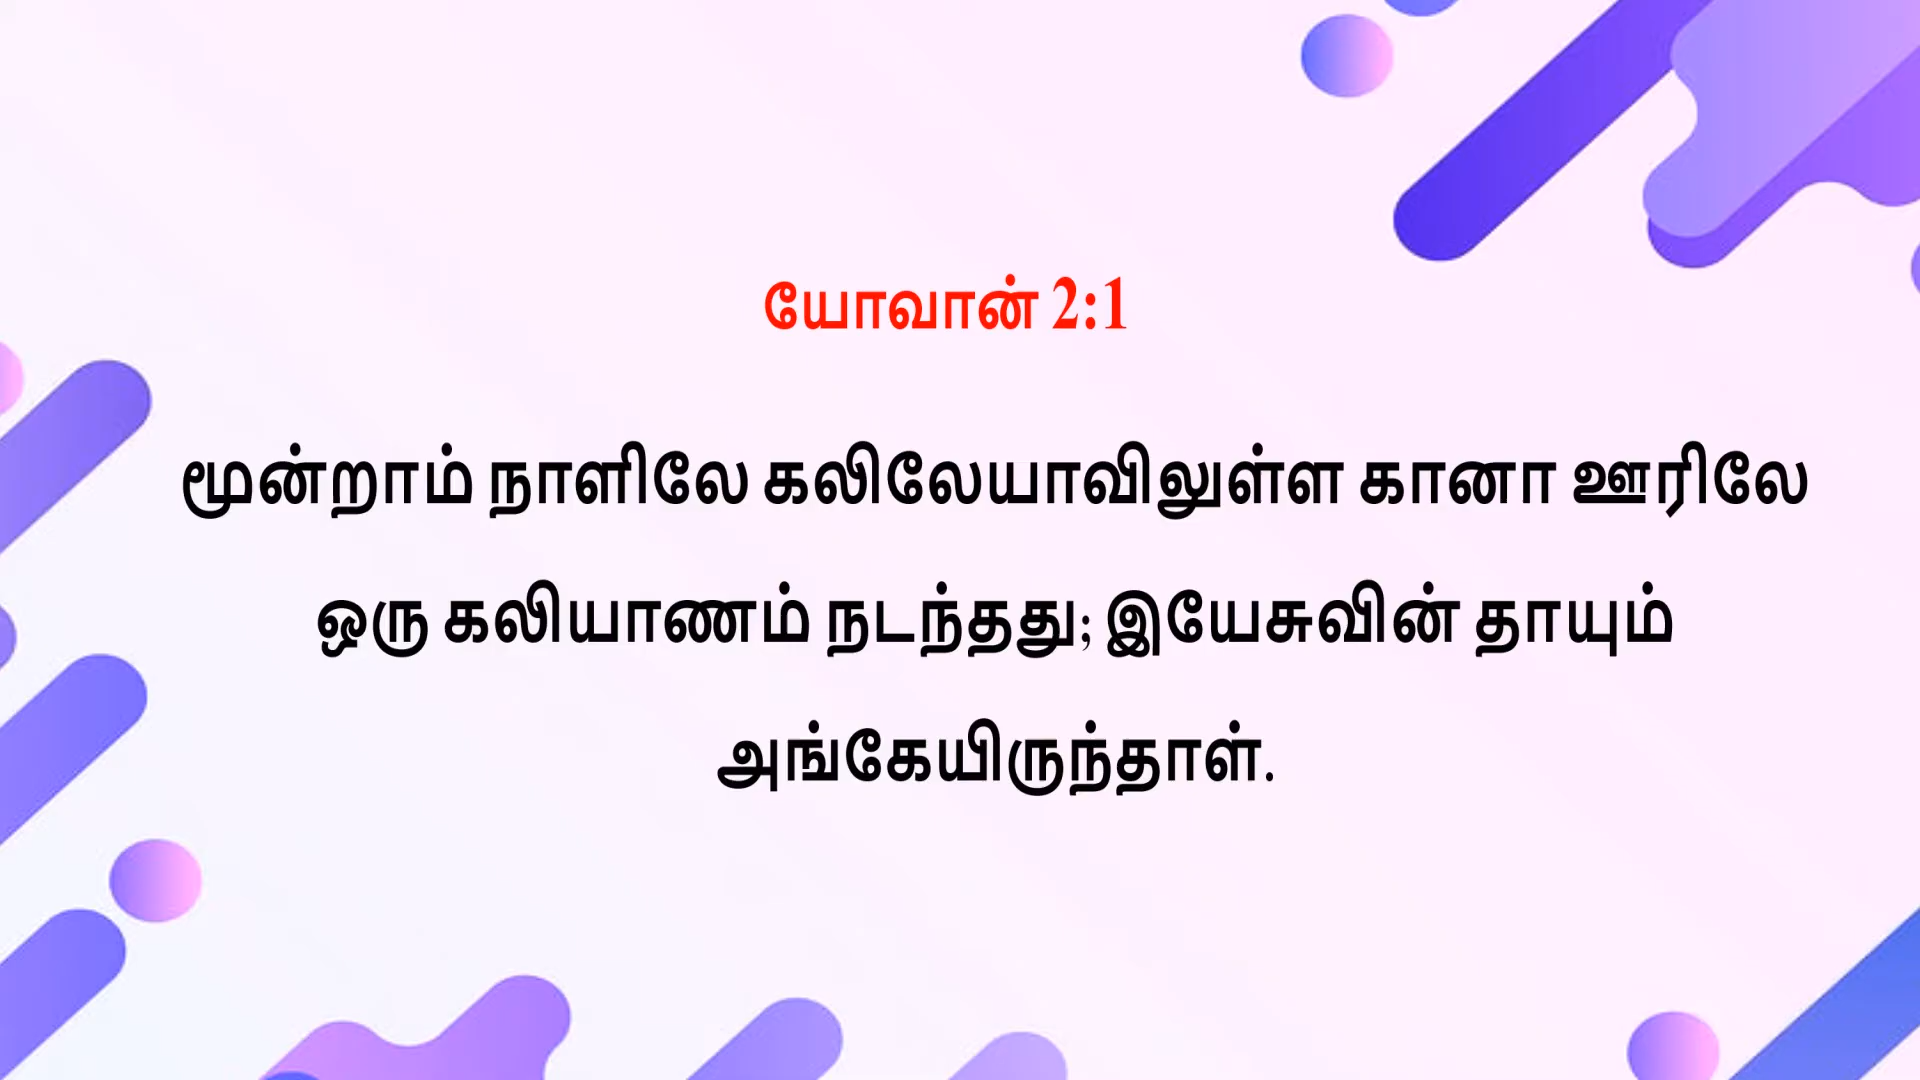 யோவான் 2:1
மூன்றாம் நாளிலே கலிலேயாவிலுள்ள கானா ஊரிலே
ஒரு கலியாணம் நடந்தது; இயேசுவின் தாயும்
அங்கேயிருந்தாள்.